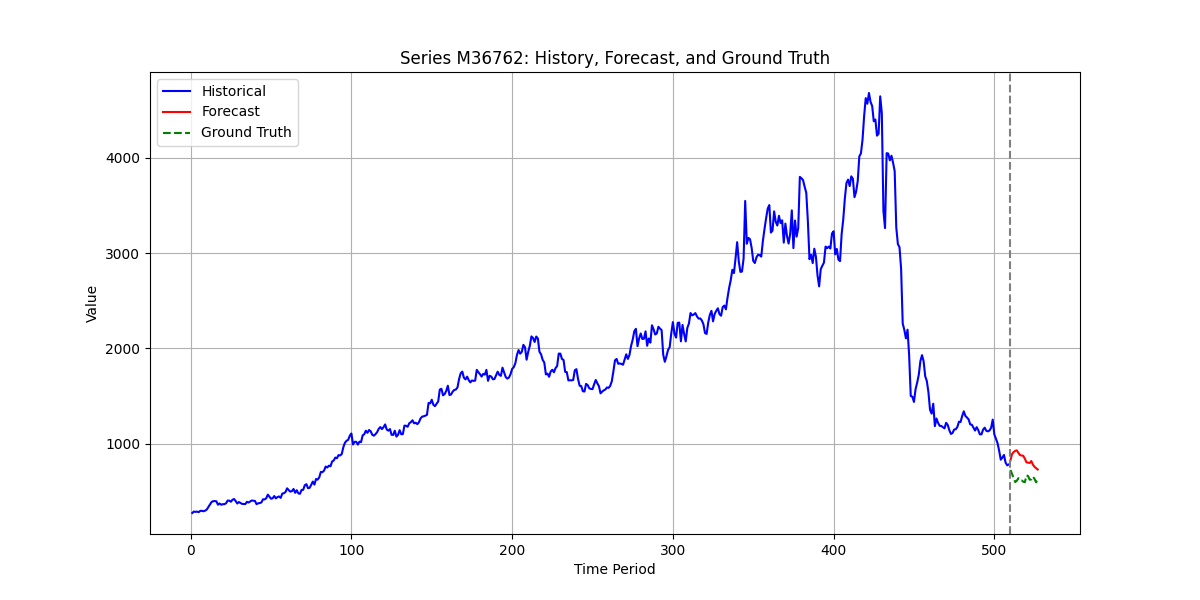 Series M36762: History, Forecast, and Ground Truth
Historical
Forecast
Ground Truth
4000
3000
2000
1000
Value
0
100
200
300
400
500
Time Period